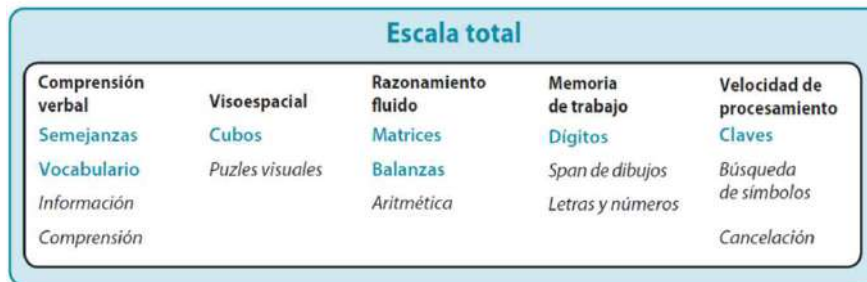 Escala total
Comprensión
verbal
Semejanzas
Vocabulario
Información
Comprensión
Visoespacial
Cubos
Puzles visuales
Razonamiento
fluido
Matrices
Balanzas
Aritmética
Memoria
de trabajo
Dígitos
Span de dibujos
Letras y números
Velocidad de
procesamiento
Claves
Búsqueda
de símbolos
Cancelación